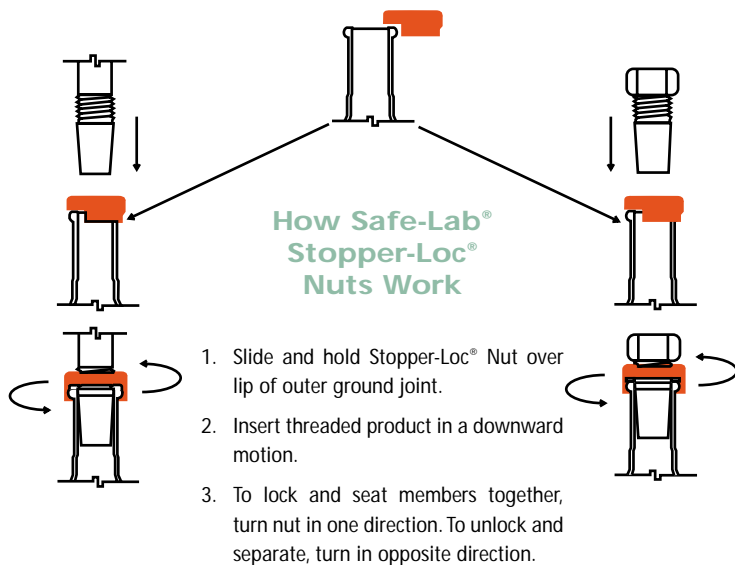 How Safe-Lab®
Stopper-Loc®
Nuts Work
1. Slide and hold Stopper-Loc® Nut over
lip of outer ground joint.
2. Insert threaded product in a downward
motion.
3. To lock and seat members together,
turn nut in one direction. To unlock and
separate, turn in opposite direction.